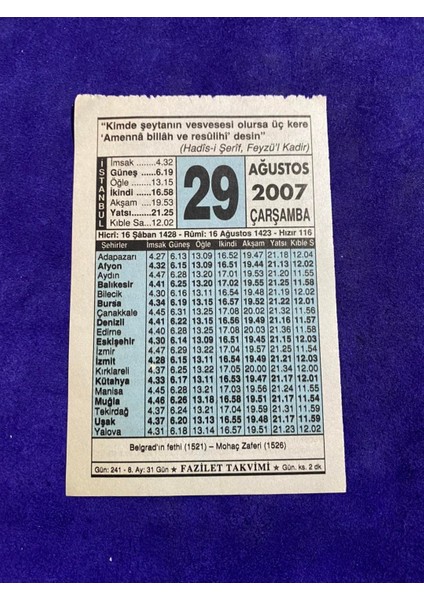 "Kimde şeytanın vesvesesi olursa üç kere
'Amennâ billâh ve resûlihî' desin"
(Hadîs-i Şerîf, Feyzü'l Kadir)
İSTANBUL
İmsak .......4.32
Güneş ......6.19
Öğle .......13.15
İkindi .....16.58
Akşam ....19.53
Yatsı.......21.25
Kıble Sa...12.02
29
AĞUSTOS
2007
ÇARŞAMBA
Hicrî: 16 Şâban 1428 - Rûmî: 16 Ağustos 1423 - Hızır 116
Şehirler İmsak Güneş Öğle İkindi Akşam Yatsı Kıble S
Adapazarı 4.27 6.13 13.09 16.52 19.47 21.18 12.04
Afyon 4.32 6.15 13.09 16.51 19.44 21.13 12.02
Aydın 4.47 6.28 13.20 17.01 19.53 21.20 11.55
Balıkesir 4.41 6.25 13.20 17.02 19.55 21.25 11.58
Bilecik 4.30 6.16 13.11 16.54 19.48 21.19 12.02
Bursa 4.34 6.19 13.15 16.57 19.52 21.22 12.01
Çanakkale 4.45 6.31 13.25 17.08 20.02 21.32 11.56
Denizli 4.41 6.22 13.15 16.56 19.49 21.16 11.57
Edirne 4.40 6.28 13.25 17.08 20.03 21.36 11.58
Eskişehir 4.30 6.14 13.09 16.51 19.45 21.15 12.03
İzmir 4.47 6.29 13.22 17.04 19.57 21.25 11.54
İzmit 4.28 6.15 13.11 16.54 19.49 21.21 12.03
Kırklareli 4.37 6.25 13.22 17.05 20.00 21.34 12.00
Kütahya 4.33 6.17 13.11 16.53 19.47 21.17 12.01
Manisa 4.45 6.28 13.21 17.03 19.56 21.24 11.55
Muğla 4.46 6.26 13.18 16.58 19.51 21.17 11.54
Tekirdağ 4.37 6.24 13.20 17.04 19.59 21.31 11.59
Uşak 4.37 6.20 13.13 16.55 19.48 21.17 11.59
Yalova 4.31 6.18 13.14 16.57 19.51 21.23 12.02
Belgrad'ın fethi (1521) – Mohaç Zaferi (1526)
Gün: 241 - 8. Ay: 31 Gün ★ FAZİLET TAKVİMİ ★ Gün. ks. 2 dk.